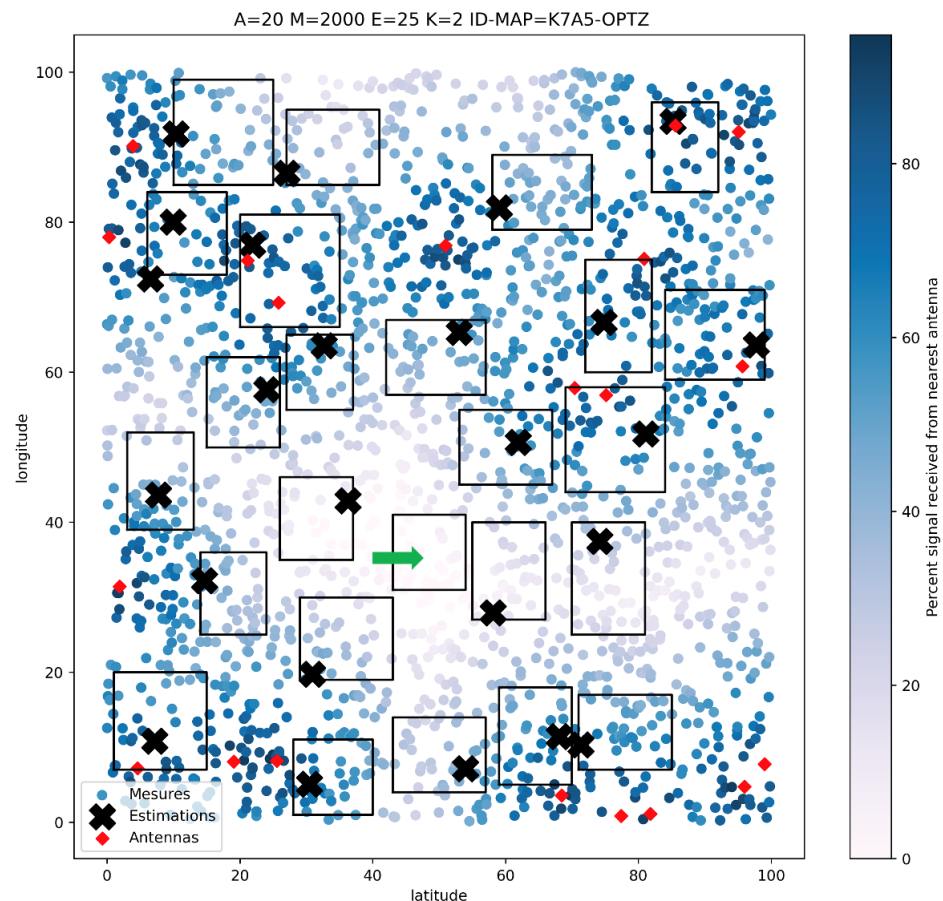 A=20 M=2000 E=25 K=2 ID-MAP=K7A5-OPTZ
100
80
60
40
20
0
longitude
0 20 40 60 80 100
latitude
Mesures
Estimations
Antennas
80
60
40
20
0
Percent signal received from nearest antenna